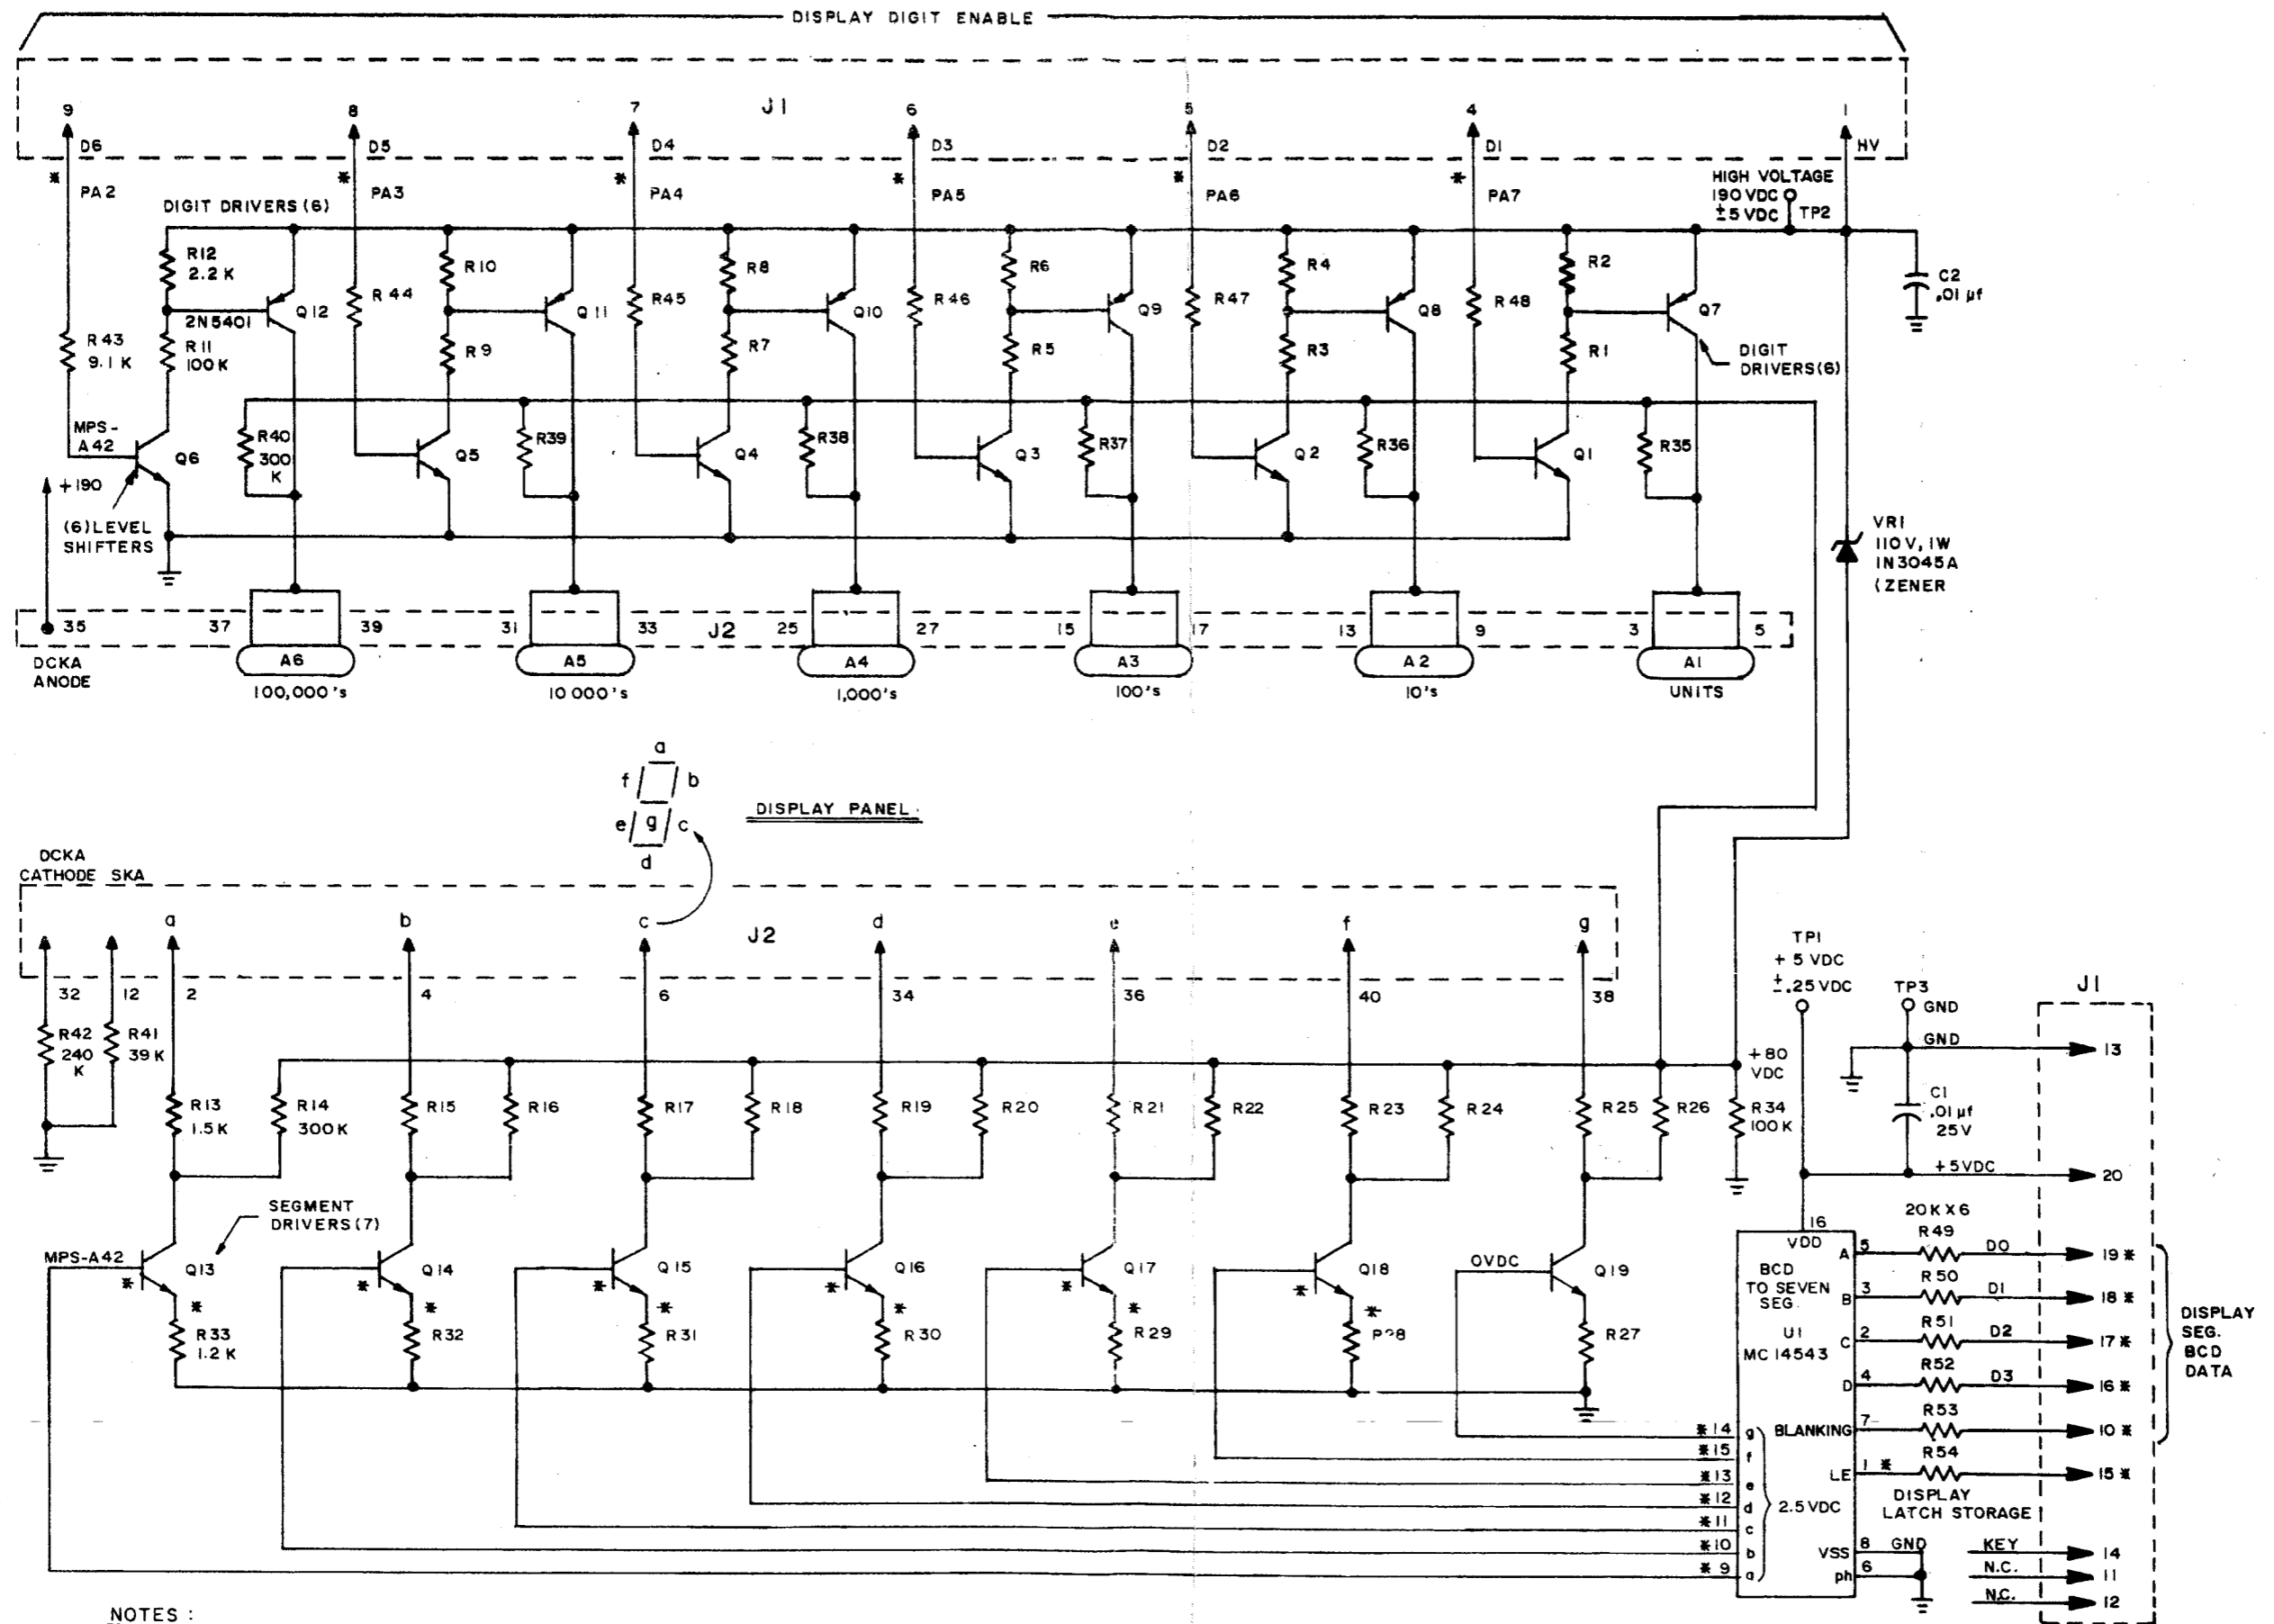 DISPLAY DIGIT ENABLE
9 8 7 J1 6 5 4 1
D6 D5 D4 D3 D2 D1 HV
* PA2 * PA3 * PA4 * PA5 * PA6 * PA7
HIGH VOLTAGE
190 VDC
±5 VDC TP2
DIGIT DRIVERS (6)
R12
2.2 K
R10 R8 R6 R4 R2
C2
.01 µf
R44 R45 R46 R47 R48
2N5401 Q12 Q11 Q10 Q9 Q8 Q7
R43
9.1 K
R11
100K
R9 R7 R5 R3 R1
DIGIT
DRIVERS(6)
MPS-
A42
Q6 Q5 Q4 Q3 Q2 Q1
R40
300
K
R39 R38 R37 R36 R35
+190
(6) LEVEL
SHIFTERS
VR1
110V, 1W
1N3045A
(ZENER
35 37 39 31 33 J2 25 27 15 17 13 9 3 5
DCKA
ANODE
A6 A5 A4 A3 A2 A1
100,000's 10 000's 1,000's 100's 10's UNITS
a
f b
e g c
d
DISPLAY PANEL
DCKA
CATHODE SKA
a b c J2 d e f g
32 12 2 4 6 34 36 40 38
TP1
+ 5 VDC
±.25 VDC
TP3
GND
J1
GND 13
R42
240
K
R41
39 K
+80
VDC
R13
1.5 K
R14
300 K
R15 R16 R17 R18 R19 R20 R21 R22 R23 R24 R25 R26
R34
100 K
C1
.01 µf
25V
+5VDC 20
SEGMENT
DRIVERS (7)
MPS-A42
* Q13 * Q14 * Q15 * Q16 * Q17 * Q18 0VDC Q19
* * * * * *
R33
1.2 K
R32 R31 R30 R29 R27
16
VDD
BCD
TO SEVEN
SEG.
U1
MC 14543
20K X 6
A 5 R49 D0 19 *
B 3 R50 D1 18 *
C 2 R51 D2 17 *
D 4 R52 D3 16 *
BLANKING 7 R53 10 *
LE 1 * R54 15 *
DISPLAY
SEG.
BCD
DATA
DISPLAY
LATCH STORAGE
*14 g
*15 f
*13 e
*12 d
*11 c
*10 b
*9 a
2.5 VDC
VSS 8 GND
ph 6
KEY 14
N.C. 11
N.C. 12
NOTES :